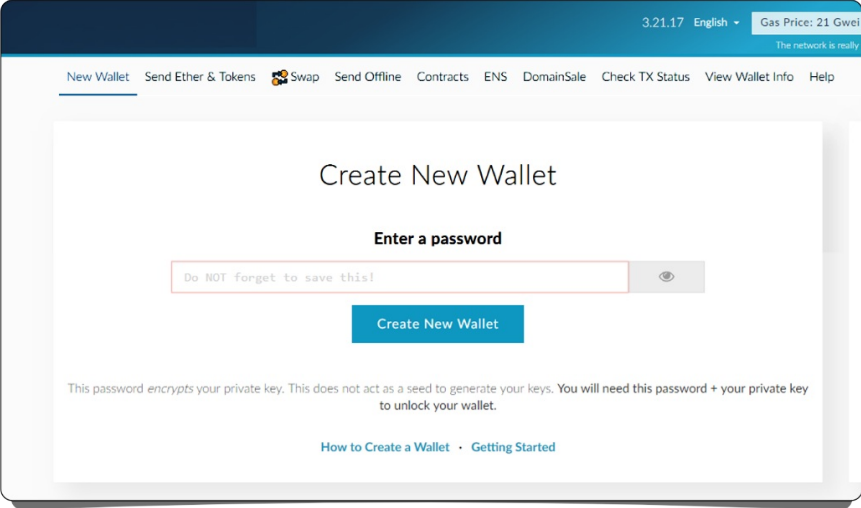 3.21.17 English Gas Price: 21 Gwei
The network is really
New Wallet Send Ether & Tokens Swap Send Offline Contracts ENS DomainSale Check TX Status View Wallet Info Help
Create New Wallet
Enter a password
Do NOT forget to save this!
Create New Wallet
This password encrypts your private key. This does not act as a seed to generate your keys. You will need this password + your private key
to unlock your wallet.
How to Create a Wallet · Getting Started